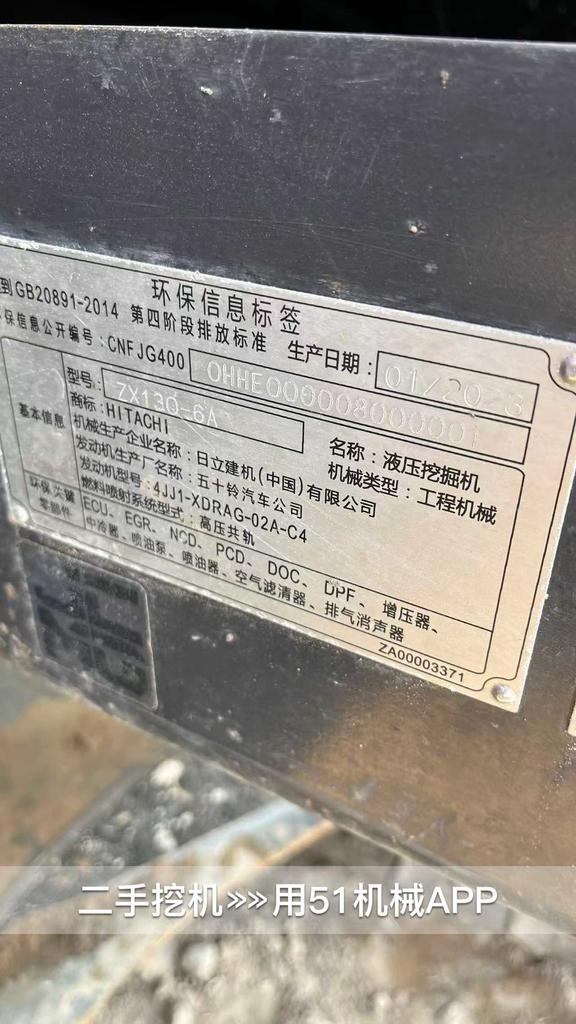 环保信息标签
到GB20891-2014 第四阶段排放标准 生产日期：01/2023
保信息公开编号：CNFJG400 0HHE000008000001
基本信息
型号：ZX130-6A 名称：液压挖掘机
商标：HITACHI 机械类型：工程机械
机械生产企业名称：日立建机(中国)有限公司
发动机生产厂名称：五十铃汽车公司
发动机型号：4JJ1-XDRAG-02A-C4
燃料喷射系统型式：高压共轨
环保关键
零部件
ECU、EGR、NCD、PCD、DOC、DPF、增压器、
中冷器、喷油泵、喷油器、空气滤清器、排气消声器
ZA00003371
二手挖机»»用51机械APP